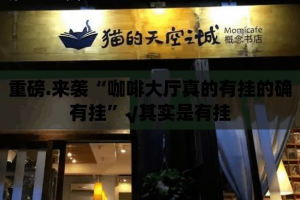 Momicafe
猫的天空之城
概念书店
重磅.来袭“咖啡大厅真的有挂的确
有挂”√其实是有挂